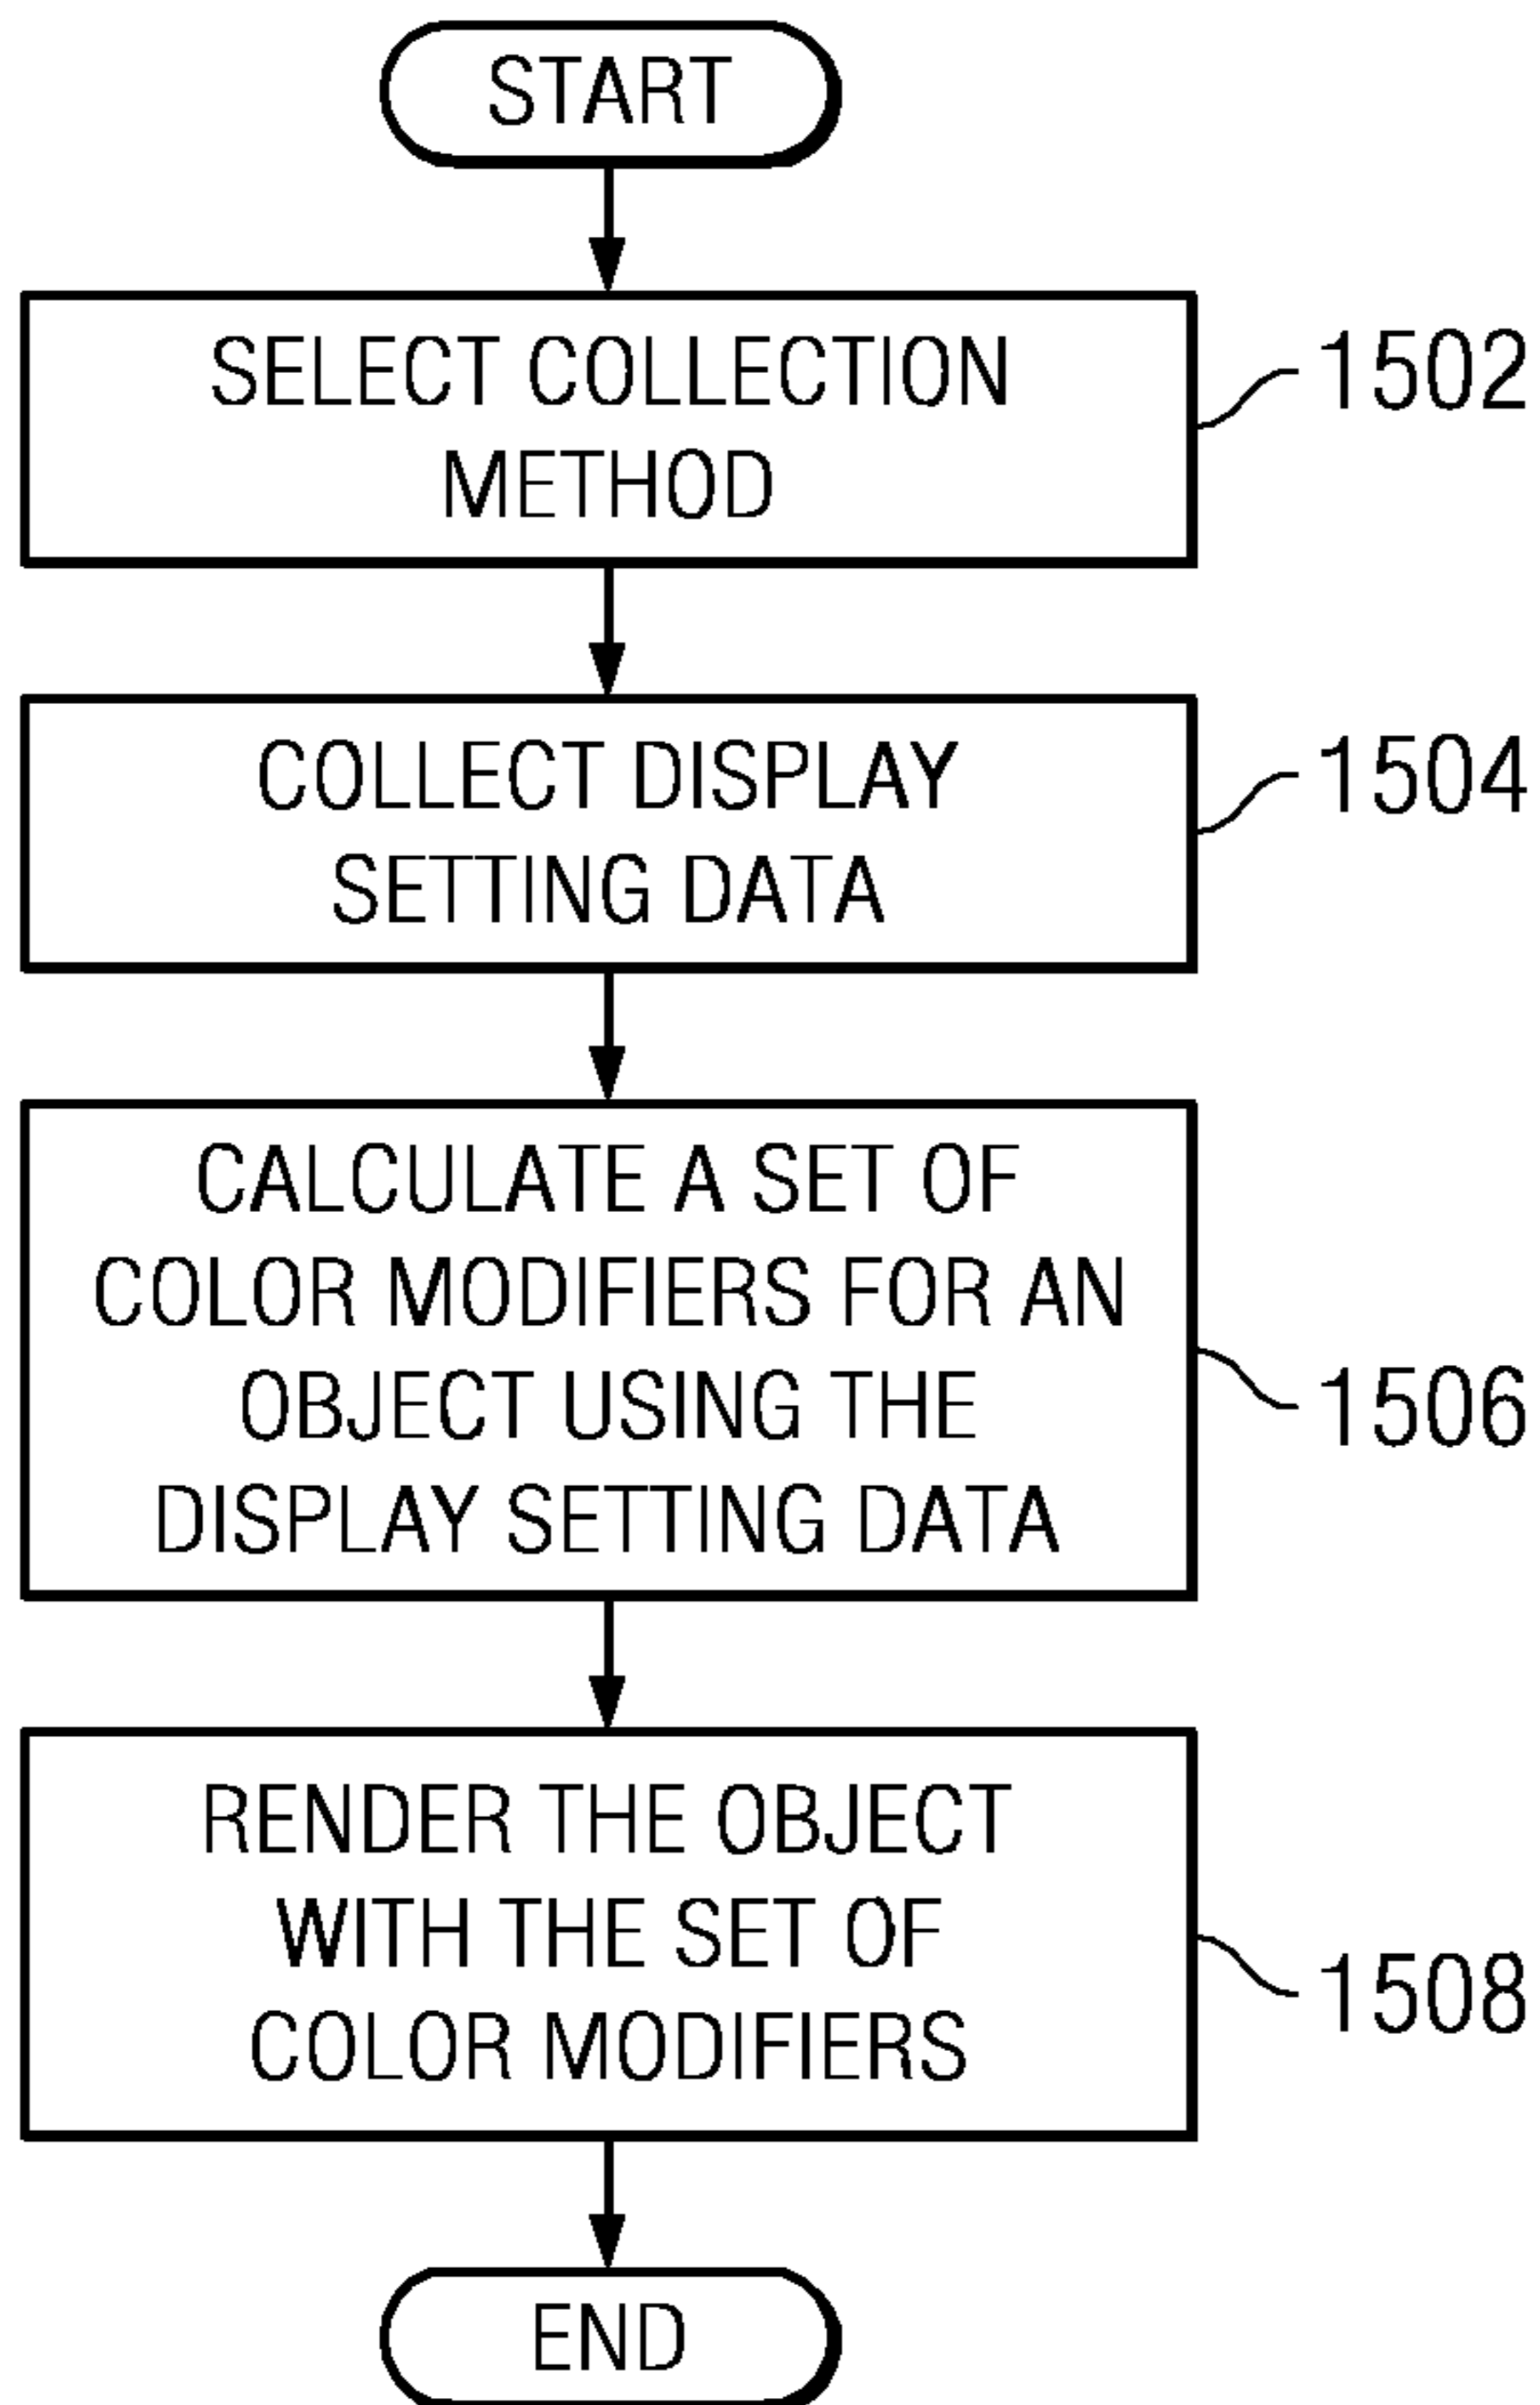 START
SELECT COLLECTION
METHOD
1502
COLLECT DISPLAY
SETTING DATA
1504
CALCULATE A SET OF
COLOR MODIFIERS FOR AN
OBJECT USING THE
DISPLAY SETTING DATA
1506
RENDER THE OBJECT
WITH THE SET OF
COLOR MODIFIERS
1508
END